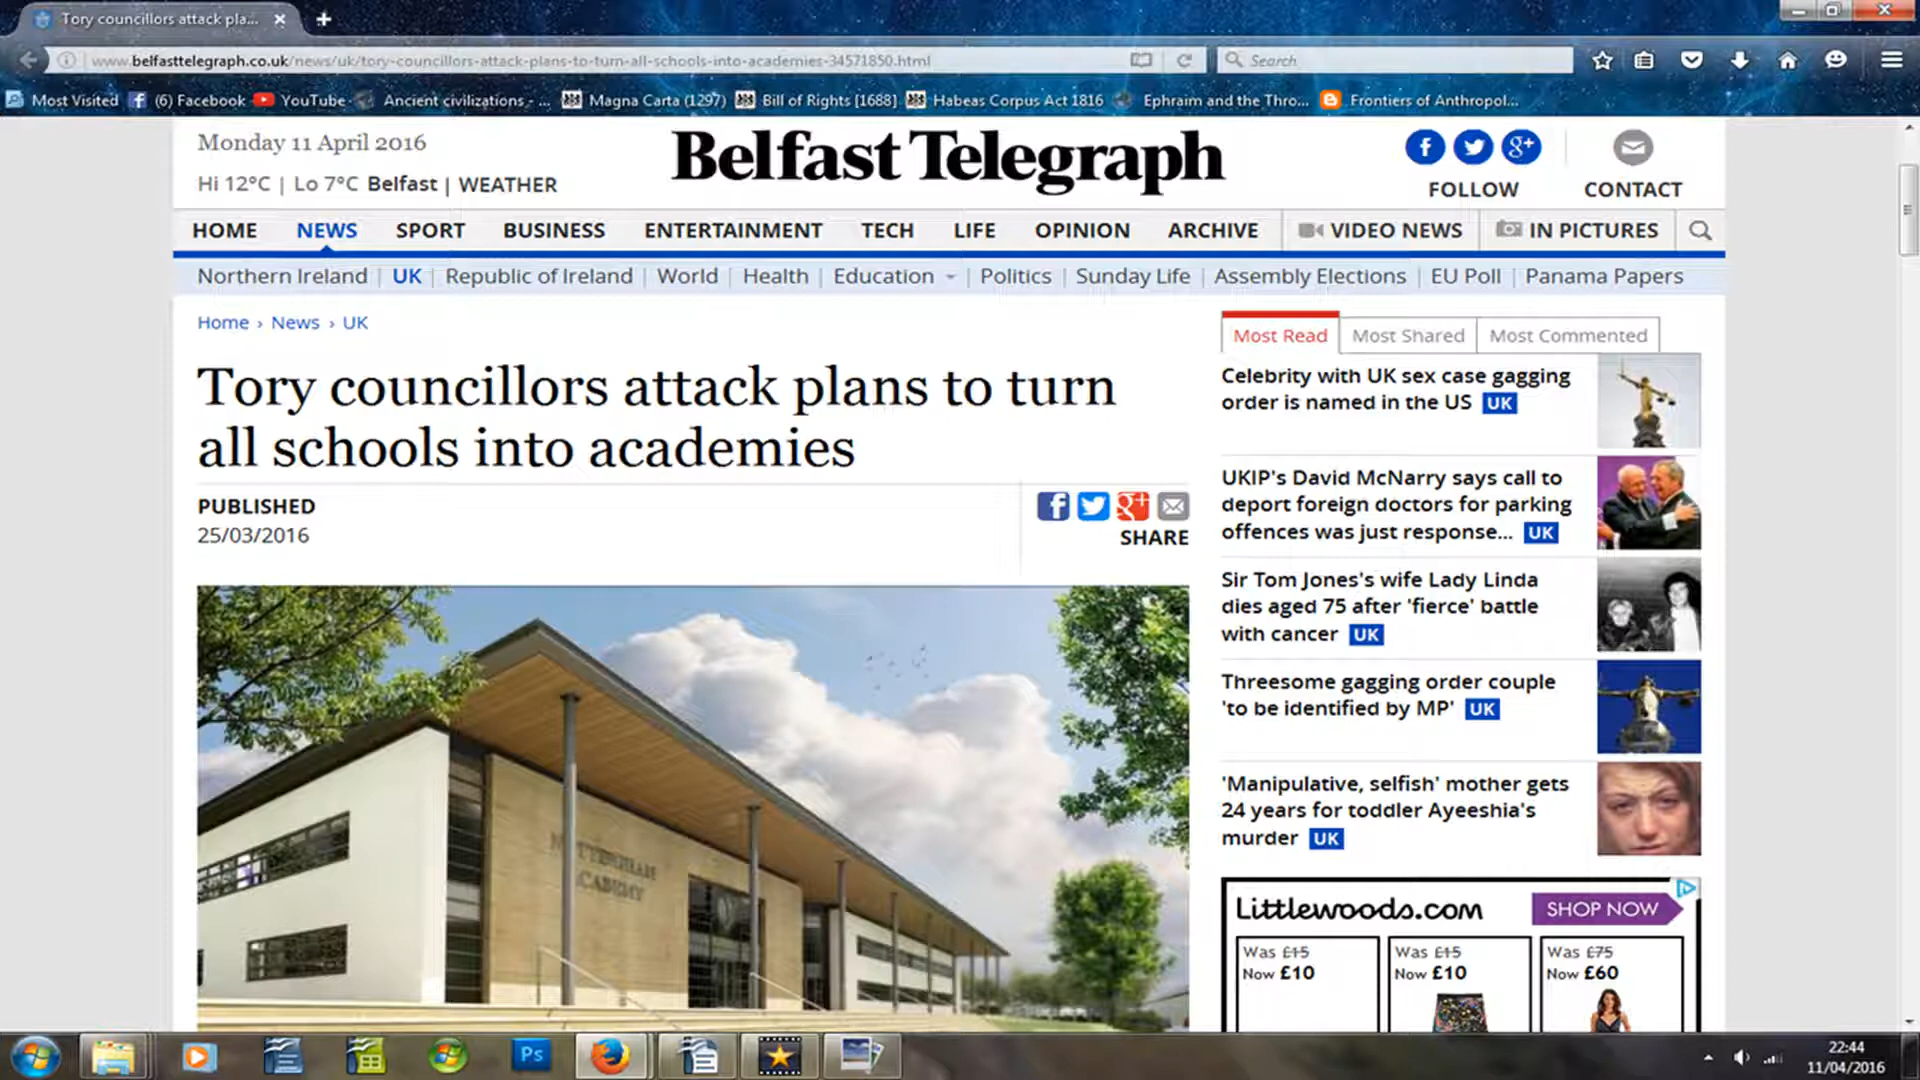 Tory councillors attack pla...
www.belfasttelegraph.co.uk/news/uk/tory-councillors-attack-plans-to-turn-all-schools-into-academies-34571850.html
Search
Most Visited
(6) Facebook
YouTube
Ancient civilizations - ...
Magna Carta (1297)
Bill of Rights [1688]
Habeas Corpus Act 1816
Ephraim and the Thro...
Frontiers of Anthropol...
Monday 11 April 2016
Hi 12°C | Lo 7°C Belfast | WEATHER
Belfast Telegraph
FOLLOW
CONTACT
HOME NEWS SPORT BUSINESS ENTERTAINMENT TECH LIFE OPINION ARCHIVE VIDEO NEWS IN PICTURES
Northern Ireland | UK | Republic of Ireland | World | Health | Education | Politics | Sunday Life | Assembly Elections | EU Poll | Panama Papers
Home › News › UK
Tory councillors attack plans to turn
all schools into academies
PUBLISHED
25/03/2016
SHARE
Most Read
Most Shared
Most Commented
Celebrity with UK sex case gagging
order is named in the US UK
UKIP's David McNarry says call to
deport foreign doctors for parking
offences was just response... UK
Sir Tom Jones's wife Lady Linda
dies aged 75 after 'fierce' battle
with cancer UK
Threesome gagging order couple
'to be identified by MP' UK
'Manipulative, selfish' mother gets
24 years for toddler Ayeeshia's
murder UK
NOTTINGHAM
ACADEMY
Littlewoods.com
SHOP NOW
Was £15
Now £10
Was £15
Now £10
Was £75
Now £60
Ps
22:44
11/04/2016